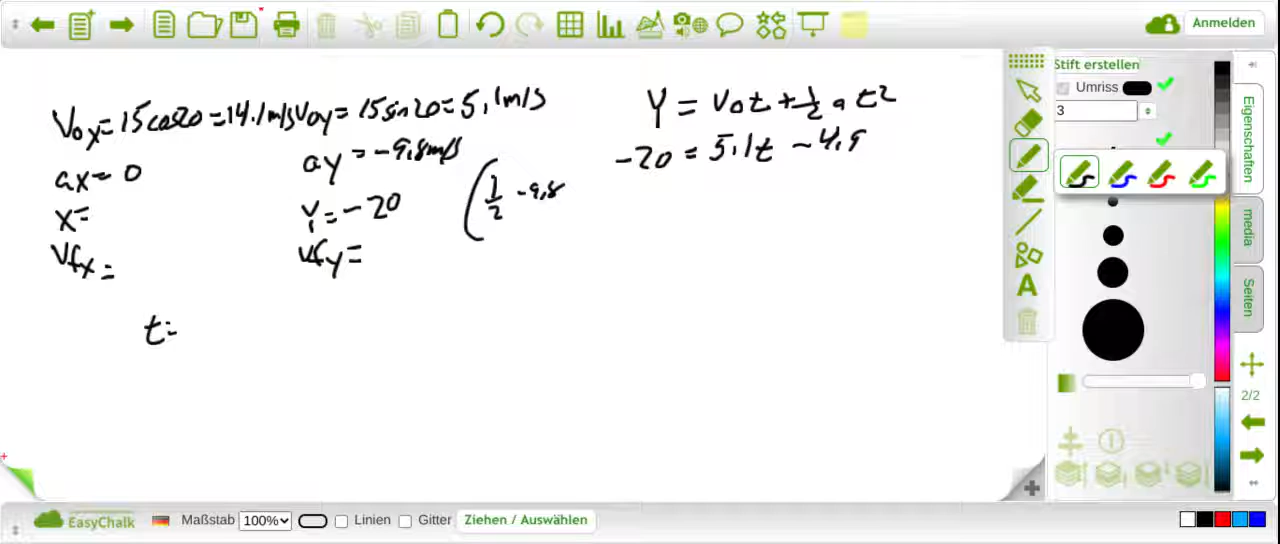 Anmelden
Stift erstellen
Umriss
3
Eigenschaften
media
Seiten
2/2
Vox = 15cos20 = 14.1m/s Voy = 15sin20 = 5.1m/s
ax = 0
ay = -9.8m/s
x =
y = -20
(1/2 -9.8
Vfx =
Vfy =
t =
Y = Vot + 1/2 at2
-20 = 5.1t - 4.9
A
EasyChalk
Maßstab
100%
Linien
Gitter
Ziehen / Auswählen